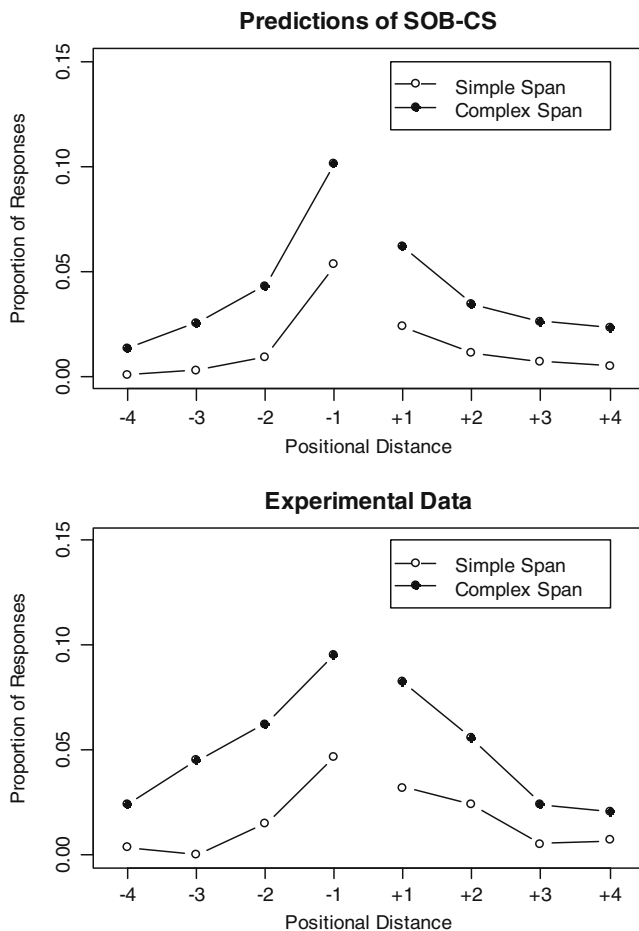 Predictions of SOB-CS
Proportion of Responses
0.15
0.10
0.05
0.00
Simple Span
Complex Span
-4 -3 -2 -1 +1 +2 +3 +4
Positional Distance
Experimental Data
Proportion of Responses
0.15
0.10
0.05
0.00
Simple Span
Complex Span
-4 -3 -2 -1 +1 +2 +3 +4
Positional Distance